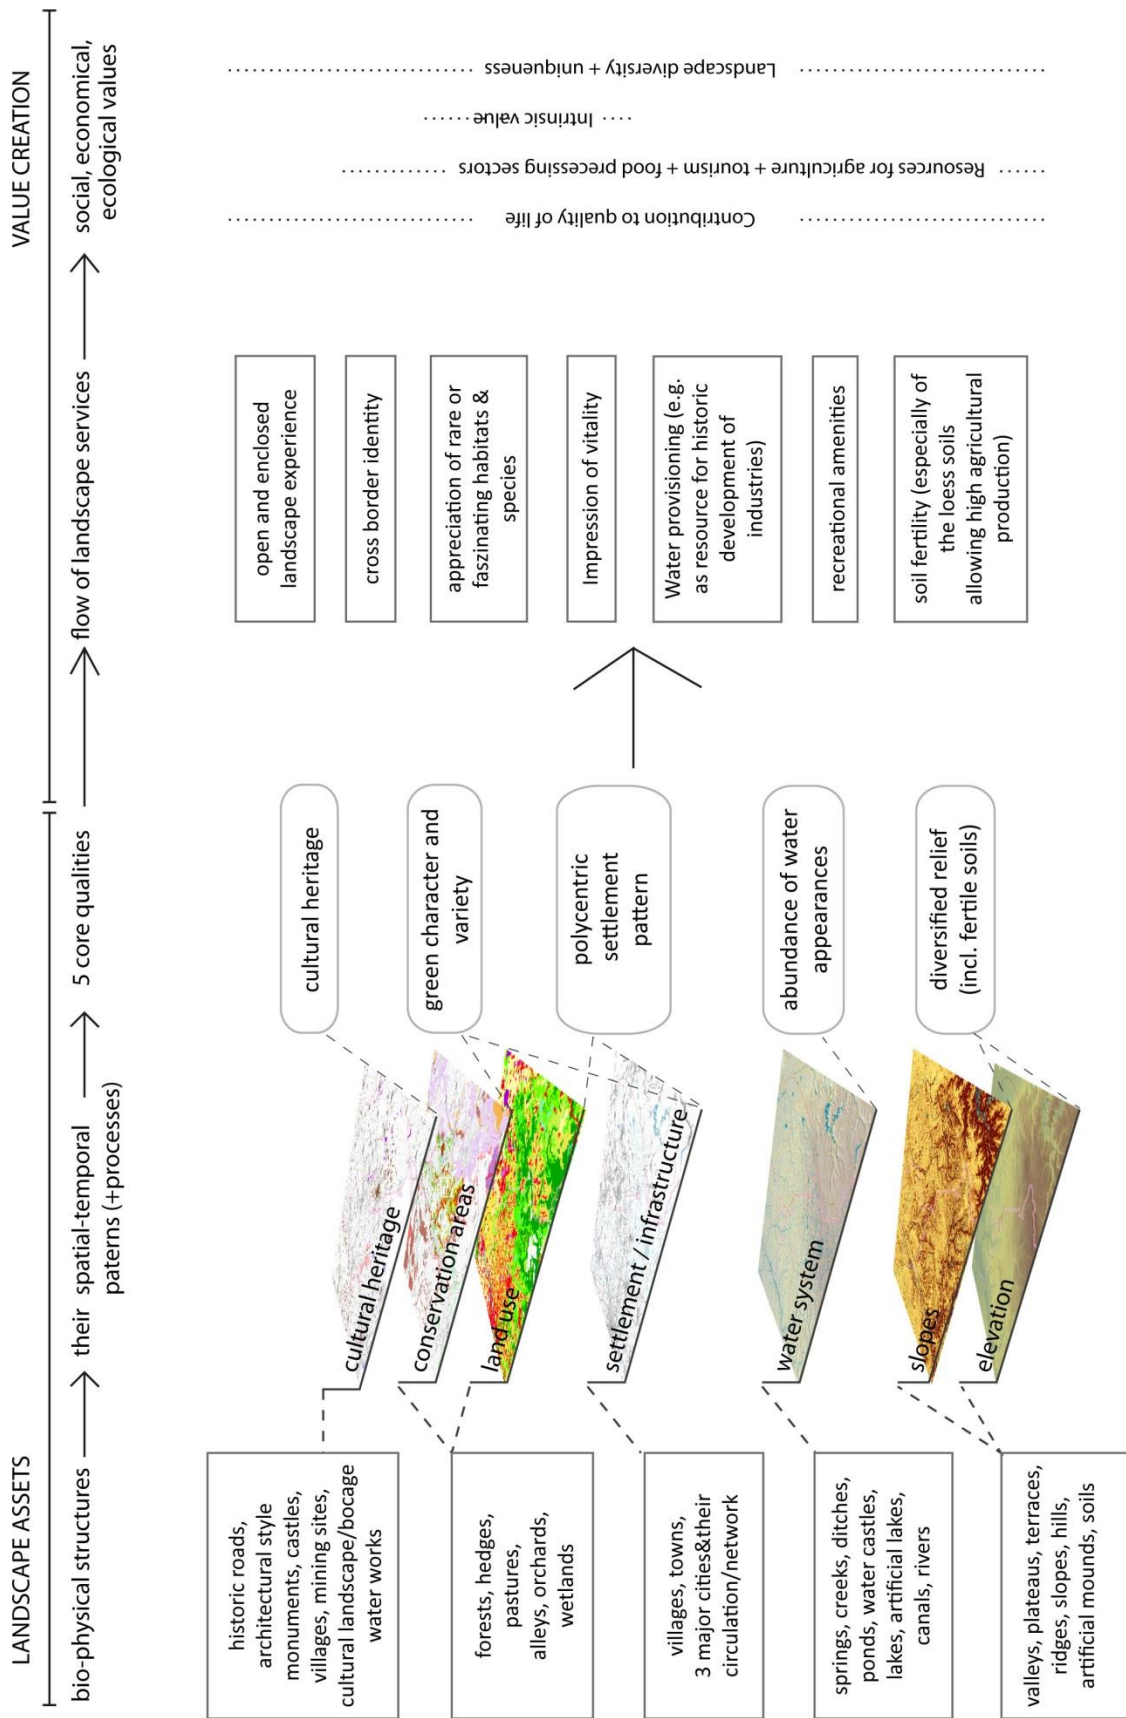 LANDSCAPE ASSETS
VALUE CREATION
bio-physical structures
their spatial-temporal
paterns (+processes)
5 core qualities
flow of landscape services
social, economical,
ecological values
historic roads,
architectural style
monuments, castles,
villages, mining sites,
cultural landscape/bocage
water works
forests, hedges,
pastures,
alleys, orchards,
wetlands
villages, towns,
3 major cities&their
circulation/network
springs, creeks, ditches,
ponds, water castles,
lakes, artificial lakes,
canals, rivers
valleys, plateaus, terraces,
ridges, slopes, hills,
artificial mounds, soils
cultural heritage
conservation areas
land use
settlement / infrastructure
water system
slopes
elevation
cultural heritage
green character and
variety
polycentric
settlement
pattern
abundance of water
appearances
diversified relief
(incl. fertile soils)
open and enclosed
landscape experience
cross border identity
appreciation of rare or
faszinating habitats &
species
Impression of vitality
Water provisioning (e.g.
as resource for historic
development of
industries)
recreational amenities
soil fertility (especially of
the loess soils
allowing high agricultural
production)
Contribution to quality of life
Resources for agriculture + tourism + food precessing sectors
Intrinsic value
Landscape diversity + uniqueness